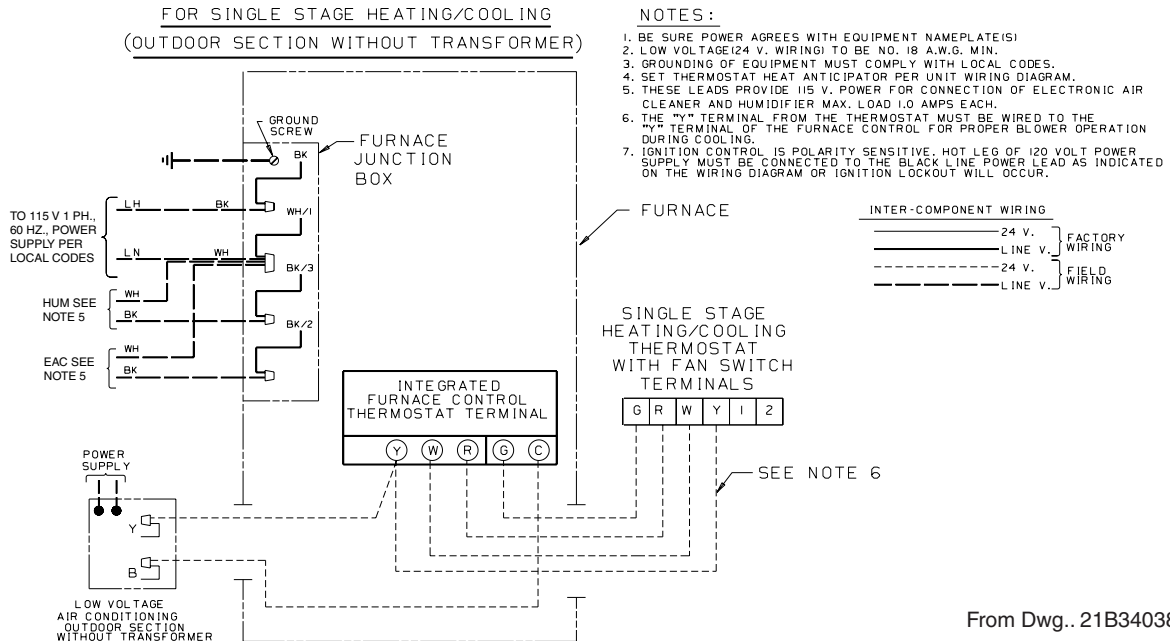 FOR SINGLE STAGE HEATING/COOLING
(OUTDOOR SECTION WITHOUT TRANSFORMER)
NOTES:
1. BE SURE POWER AGREES WITH EQUIPMENT NAMEPLATE(S)
2. LOW VOLTAGE(24 V. WIRING) TO BE NO. 18 A.W.G. MIN.
3. GROUNDING OF EQUIPMENT MUST COMPLY WITH LOCAL CODES.
4. SET THERMOSTAT HEAT ANTICIPATOR PER UNIT WIRING DIAGRAM.
5. THESE LEADS PROVIDE 115 V. POWER FOR CONNECTION OF ELECTRONIC AIR
CLEANER AND HUMIDIFIER MAX. LOAD 1.0 AMPS EACH.
6. THE "Y" TERMINAL FROM THE THERMOSTAT MUST BE WIRED TO THE
"Y" TERMINAL OF THE FURNACE CONTROL FOR PROPER BLOWER OPERATION
DURING COOLING.
7. IGNITION CONTROL IS POLARITY SENSITIVE. HOT LEG OF 120 VOLT POWER
SUPPLY MUST BE CONNECTED TO THE BLACK LINE POWER LEAD AS INDICATED
ON THE WIRING DIAGRAM OR IGNITION LOCKOUT WILL OCCUR.
GROUND
SCREW
FURNACE
JUNCTION
BOX
BK
TO 115 V 1 PH.,
60 HZ., POWER
SUPPLY PER
LOCAL CODES
LH
BK
WH/1
LN
WH
BK/3
HUM SEE
NOTE 5
WH
BK
BK/2
EAC SEE
NOTE 5
WH
BK
FURNACE
INTER-COMPONENT WIRING
24 V.
LINE V.
FACTORY
WIRING
24 V.
LINE V.
FIELD
WIRING
SINGLE STAGE
HEATING/COOLING
THERMOSTAT
WITH FAN SWITCH
TERMINALS
G R W Y 1 2
INTEGRATED
FURNACE CONTROL
THERMOSTAT TERMINAL
Y W R G C
SEE NOTE 6
POWER
SUPPLY
Y
B
LOW VOLTAGE
AIR CONDITIONING
OUTDOOR SECTION
WITHOUT TRANSFORMER
From Dwg.. 21B34038